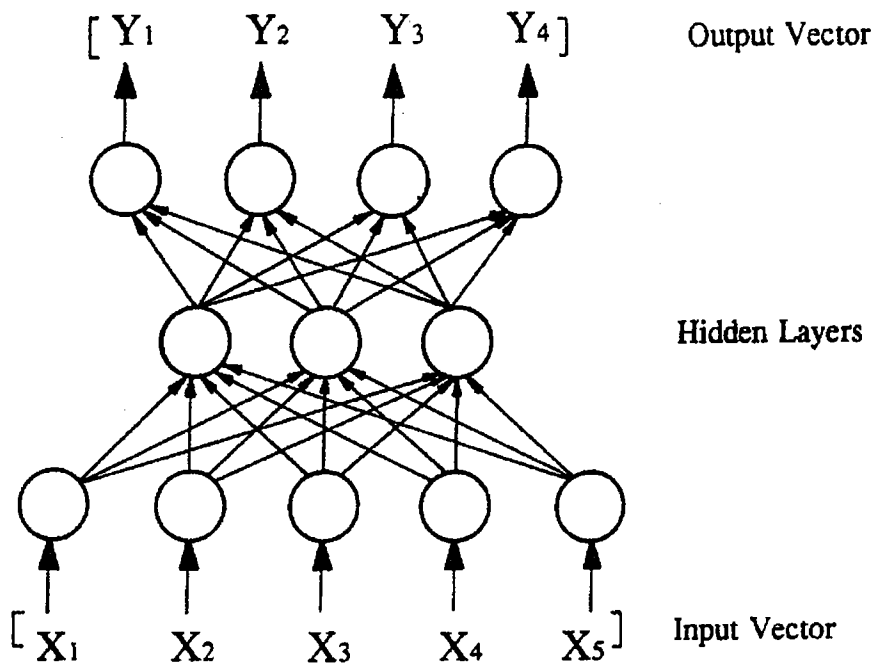 [ Y1 Y2 Y3 Y4 ] Output Vector
Hidden Layers
[ X1 X2 X3 X4 X5 ] Input Vector